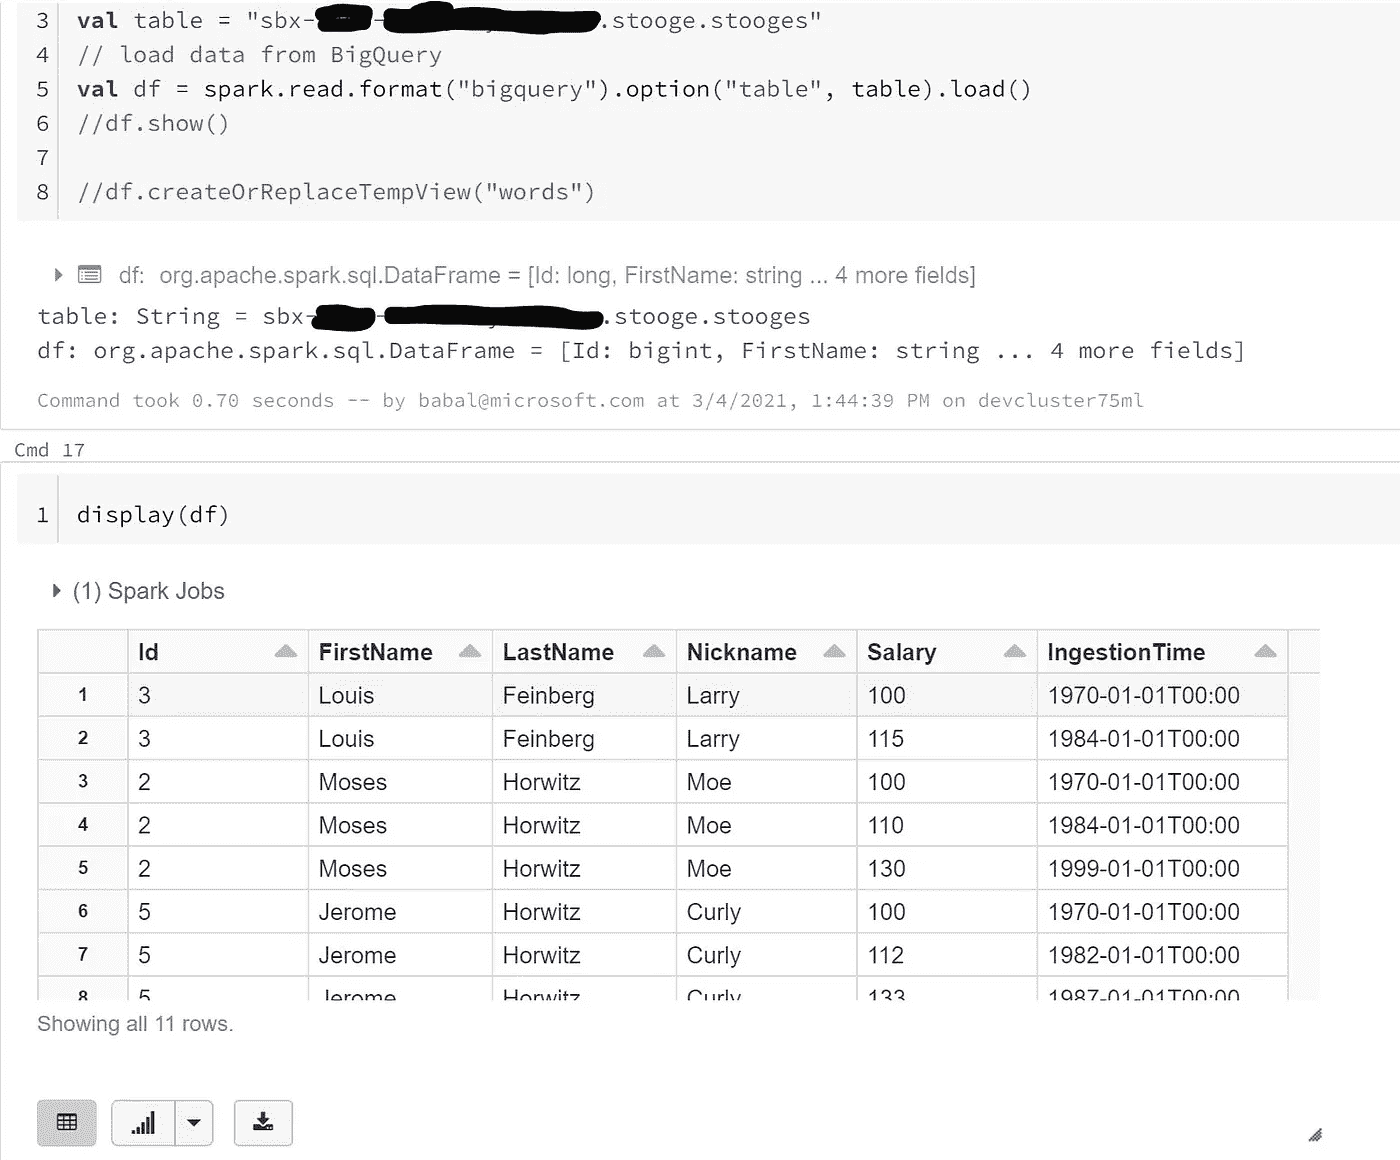 3 val table = "sbx-   -   .stooge.stooges"
4 // load data from BigQuery
5 val df = spark.read.format("bigquery").option("table", table).load()
6 //df.show()
7
8 //df.createOrReplaceTempView("words")
df: org.apache.spark.sql.DataFrame = [Id: long, FirstName: string ... 4 more fields]
table: String = sbx-   -   .stooge.stooges
df: org.apache.spark.sql.DataFrame = [Id: bigint, FirstName: string ... 4 more fields]
Command took 0.70 seconds -- by babal@microsoft.com at 3/4/2021, 1:44:39 PM on devcluster75ml
Cmd 17
1 display(df)
(1) Spark Jobs
Id FirstName LastName Nickname Salary IngestionTime
1 3 Louis Feinberg Larry 100 1970-01-01T00:00
2 3 Louis Feinberg Larry 115 1984-01-01T00:00
3 2 Moses Horwitz Moe 100 1970-01-01T00:00
4 2 Moses Horwitz Moe 110 1984-01-01T00:00
5 2 Moses Horwitz Moe 130 1999-01-01T00:00
6 5 Jerome Horwitz Curly 100 1970-01-01T00:00
7 5 Jerome Horwitz Curly 112 1982-01-01T00:00
8 5 Jerome Horwitz Curly 133 1987-01-01T00:00
Showing all 11 rows.